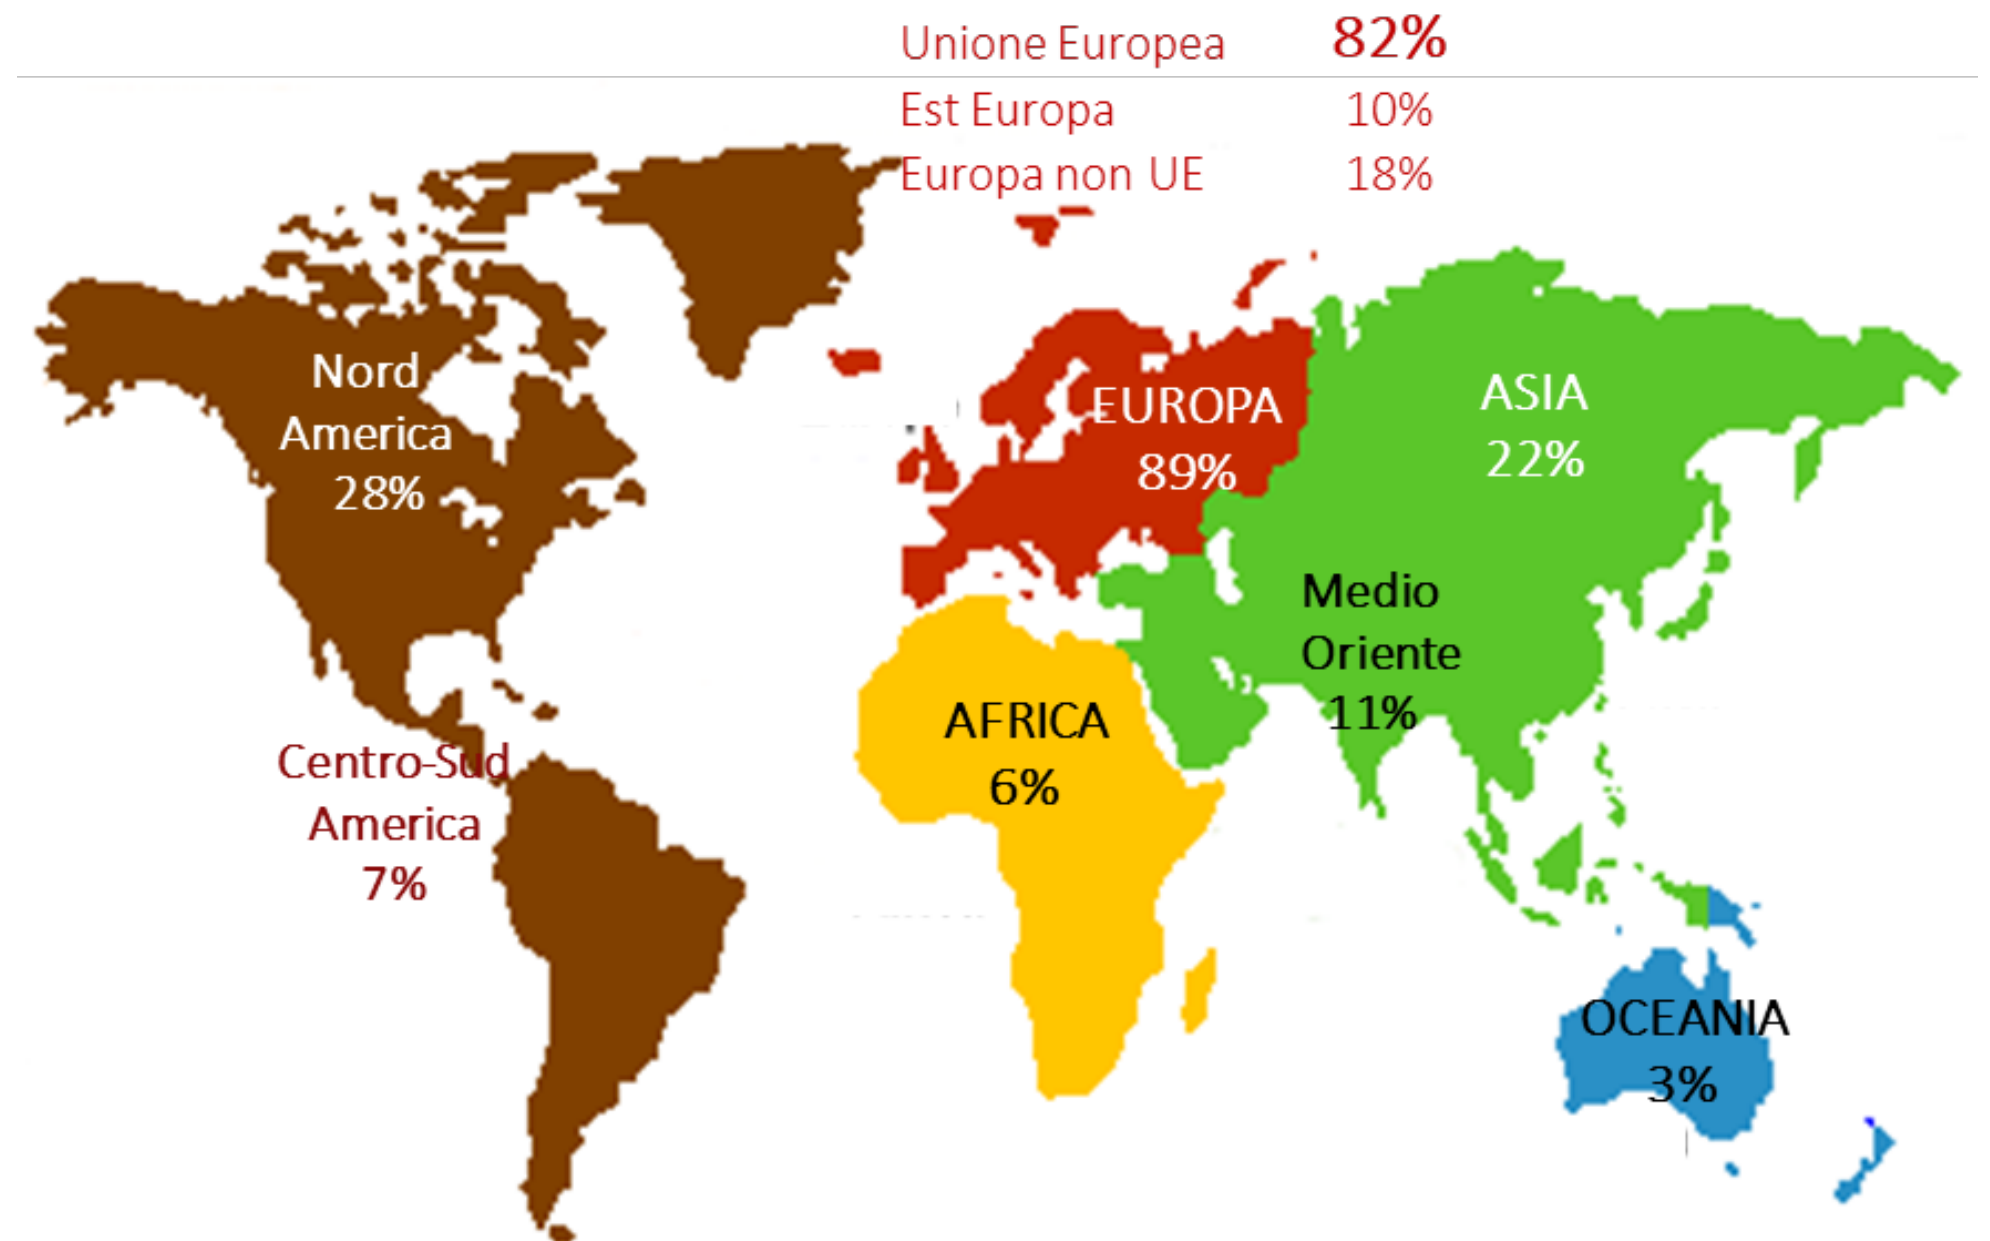 Unione Europea 82%
Est Europa 10%
Europa non UE 18%
Nord
America
28%
EUROPA
89%
ASIA
22%
Medio
Oriente
11%
AFRICA
6%
Centro-Sud
America
7%
OCEANIA
3%